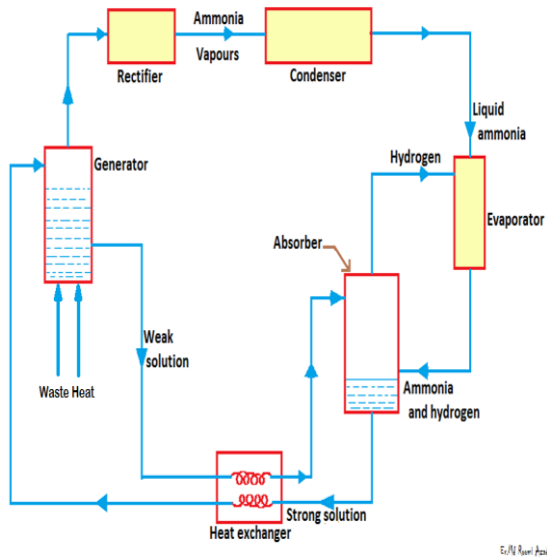 Ammonia
Vapours
Rectifier
Condenser
Liquid
ammonia
Generator
Hydrogen
Evaporator
Absorber
Weak
solution
Waste Heat
Ammonia
and hydrogen
Strong solution
Heat exchanger